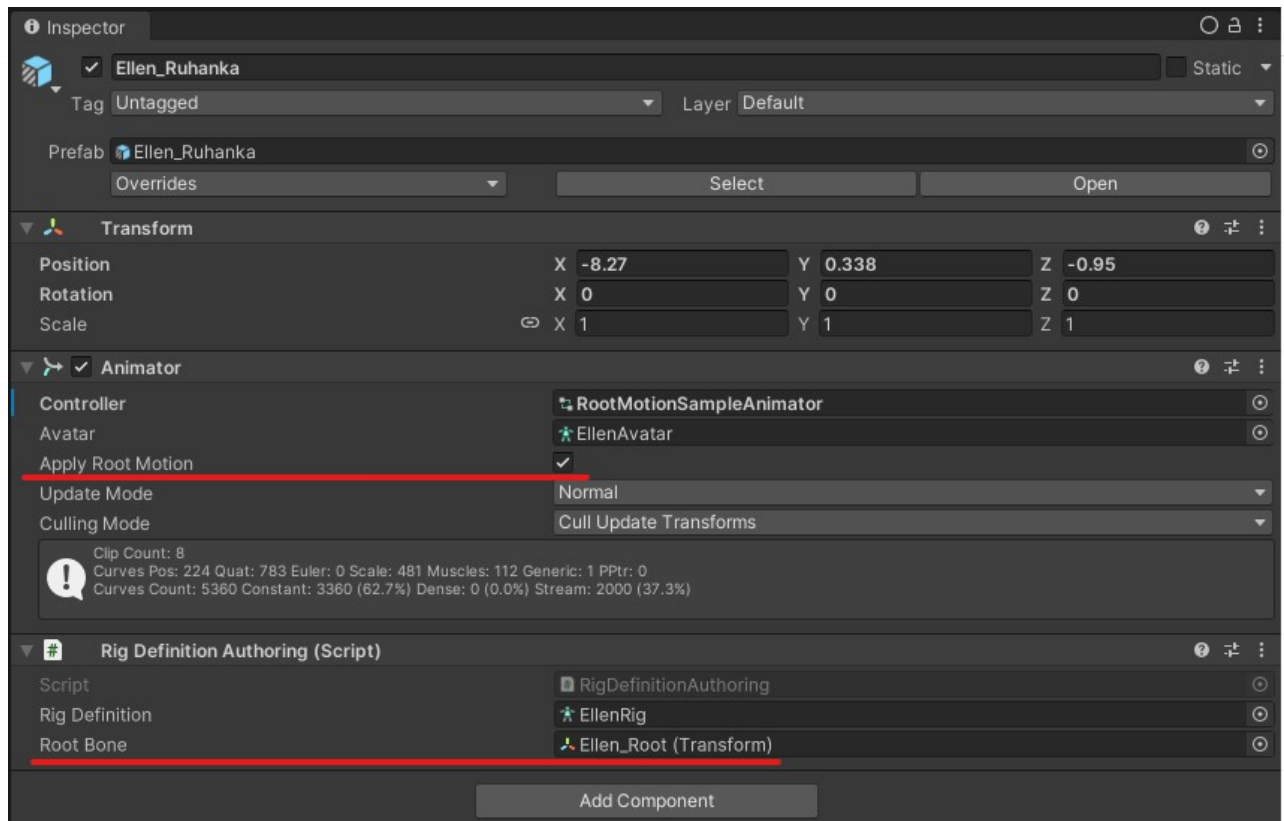 Inspector
Ellen_Ruhanka Static
Tag Untagged Layer Default
Prefab Ellen_Ruhanka
Overrides Select Open
Transform
Position X -8.27 Y 0.338 Z -0.95
Rotation X 0 Y 0 Z 0
Scale X 1 Y 1 Z 1
Animator
Controller RootMotionSampleAnimator
Avatar EllenAvatar
Apply Root Motion
Update Mode Normal
Culling Mode Cull Update Transforms
Clip Count: 8
Curves Pos: 224 Quat: 783 Euler: 0 Scale: 481 Muscles: 112 Generic: 1 PPtr: 0
Curves Count: 5360 Constant: 3360 (62.7%) Dense: 0 (0.0%) Stream: 2000 (37.3%)
# Rig Definition Authoring (Script)
Script RigDefinitionAuthoring
Rig Definition EllenRig
Root Bone Ellen_Root (Transform)
Add Component